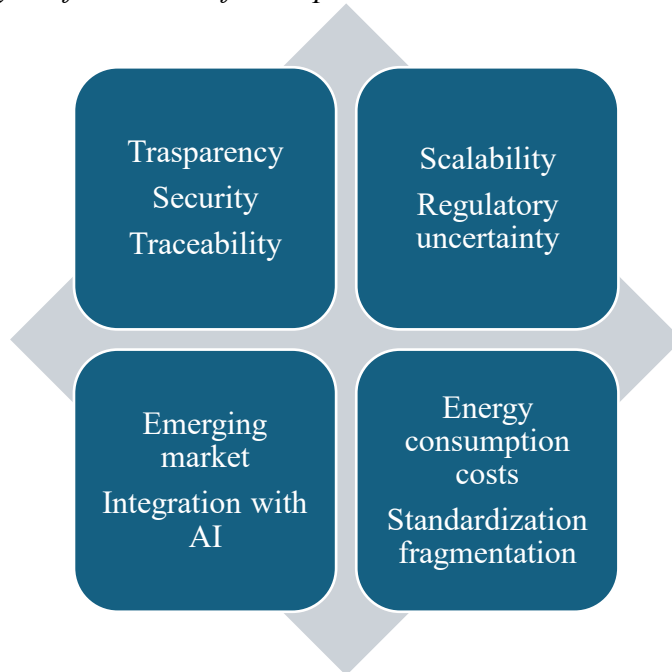 Trasparency
Security
Traceability
Scalability
Regulatory
uncertainty
Emerging
market
Integration with
AI
Energy
consumption
costs
Standardization
fragmentation